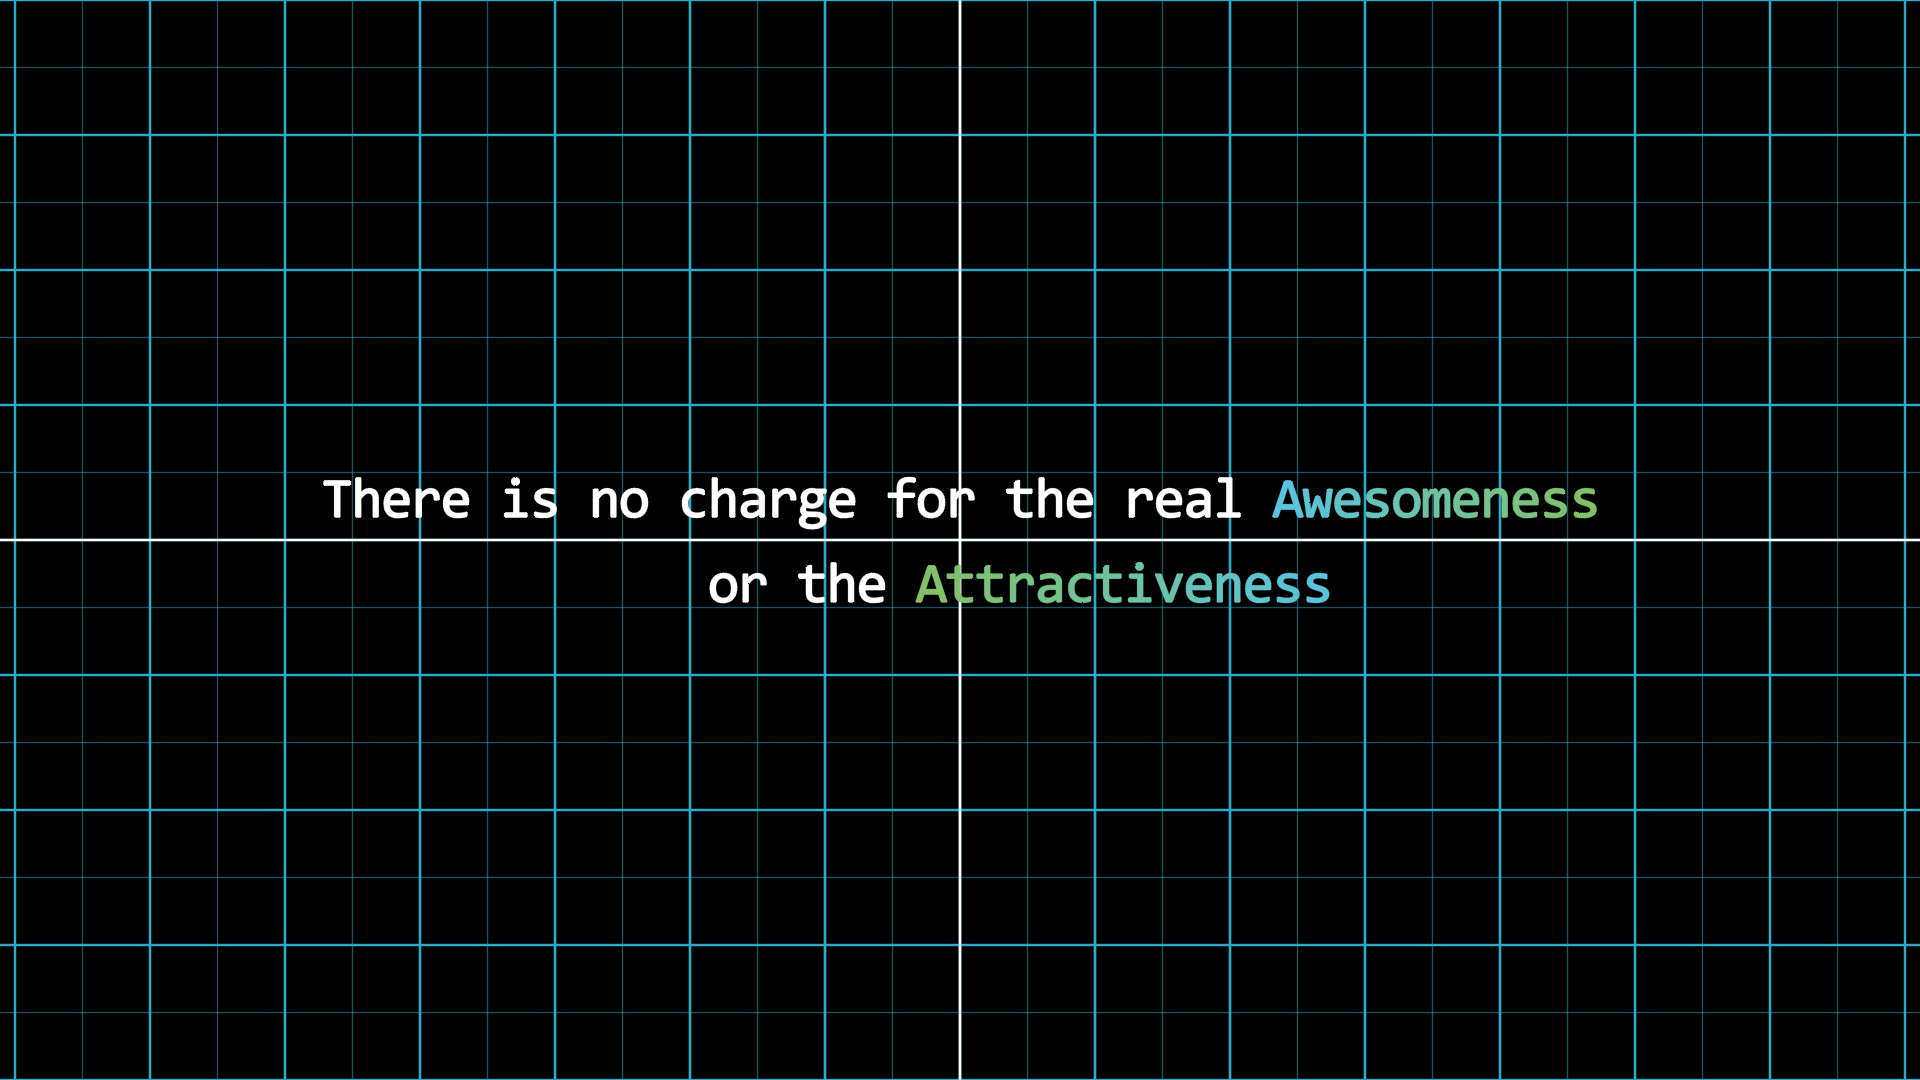 There is no charge for the real Awesomeness
or the Attractiveness